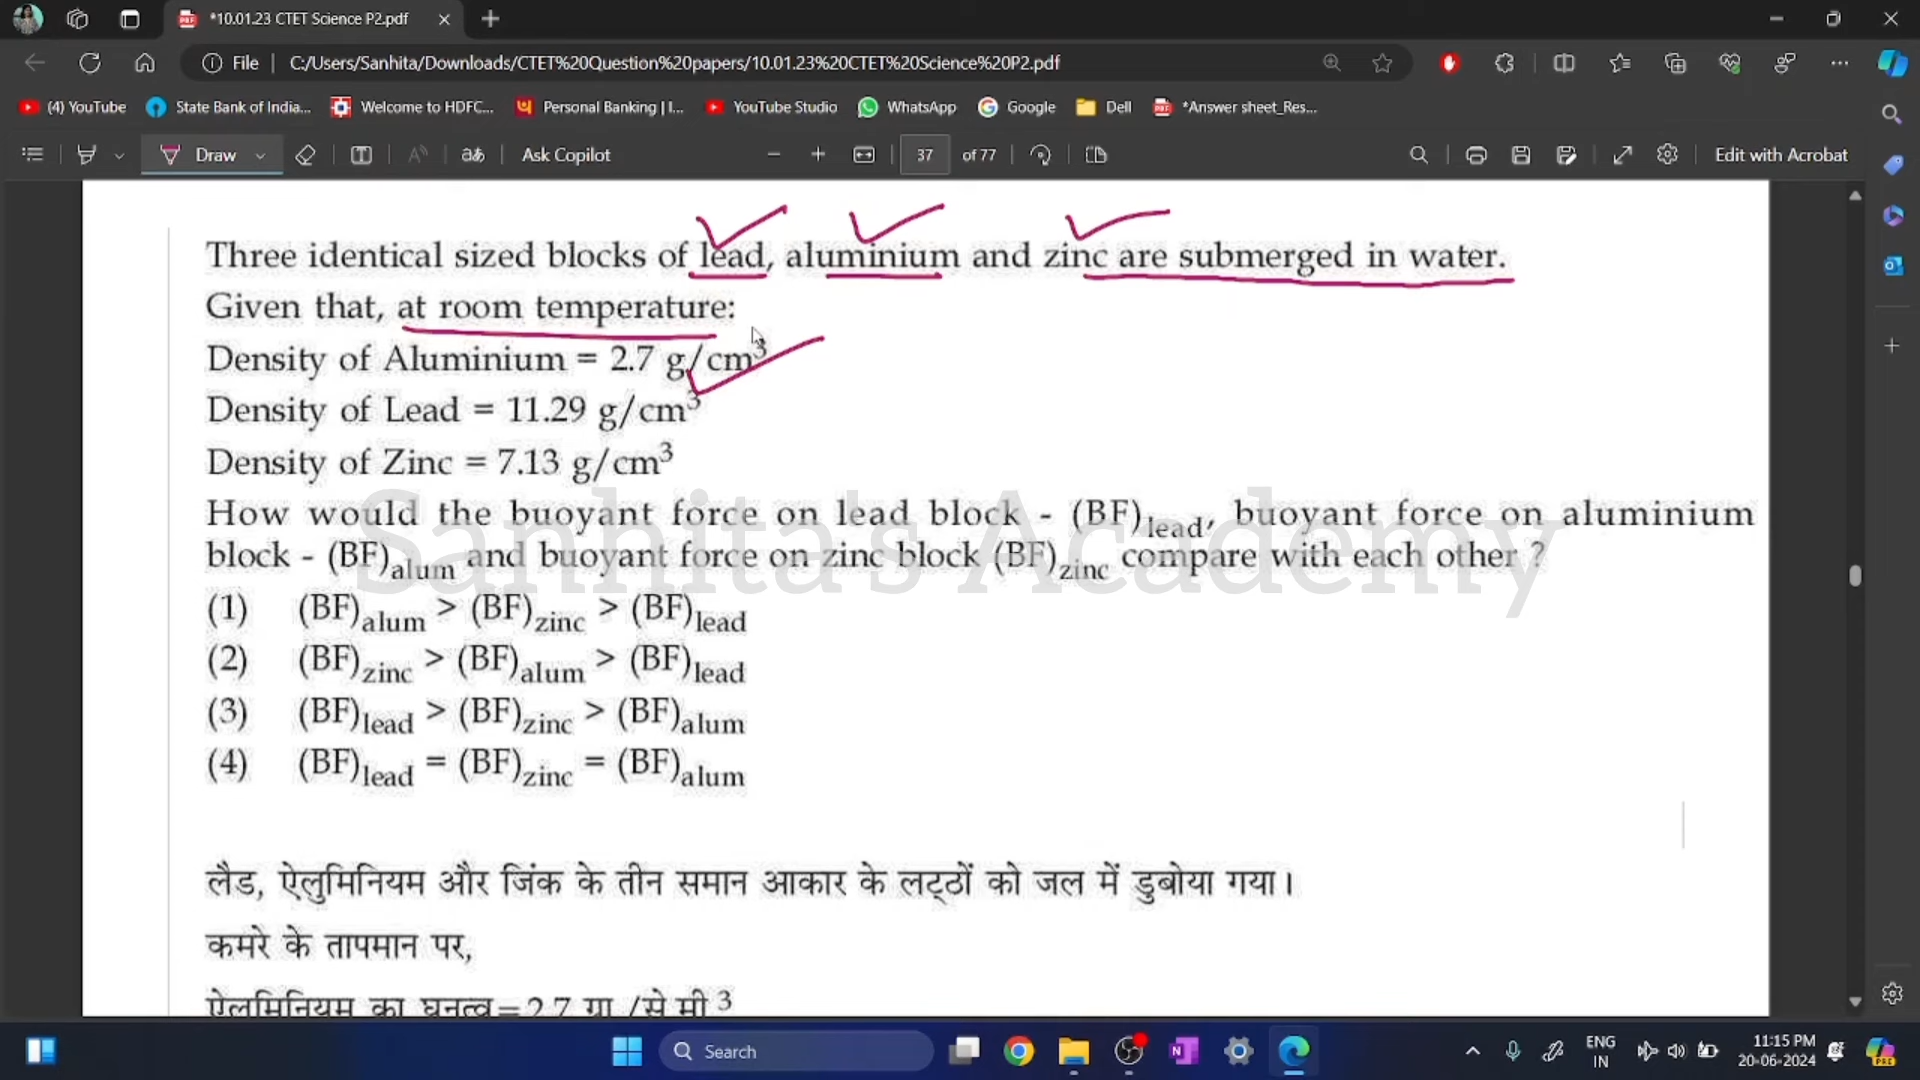 *10.01.23 CTET Science P2.pdf
File
C:/Users/Sanhita/Downloads/CTET%20Question%20papers/10.01.23%20CTET%20Science%20P2.pdf
(4) YouTube
State Bank of India...
Welcome to HDFC...
Personal Banking | I...
YouTube Studio
WhatsApp
Google
Dell
*Answer sheet_Res...
Draw
Ask Copilot
37
of 77
Edit with Acrobat
Three identical sized blocks of lead, aluminium and zinc are submerged in water.
Given that, at room temperature:
Density of Aluminium = 2.7 g/cm³
Density of Lead = 11.29 g/cm³
Density of Zinc = 7.13 g/cm³
Sanhita's Academy
How would the buoyant force on lead block - (BF)lead, buoyant force on aluminium
block - (BF)alum and buoyant force on zinc block (BF)zinc compare with each other ?
(1) (BF)alum > (BF)zinc > (BF)lead
(2) (BF)zinc > (BF)alum > (BF)lead
(3) (BF)lead > (BF)zinc > (BF)alum
(4) (BF)lead = (BF)zinc = (BF)alum
लैड, ऐलुमिनियम और जिंक के तीन समान आकार के लट्ठों को जल में डुबोया गया।
कमरे के तापमान पर,
ऐलुमिनियम का घनत्व=2.7 ग्रा./से.मी.³
Search
ENG
IN
11:15 PM
20-06-2024